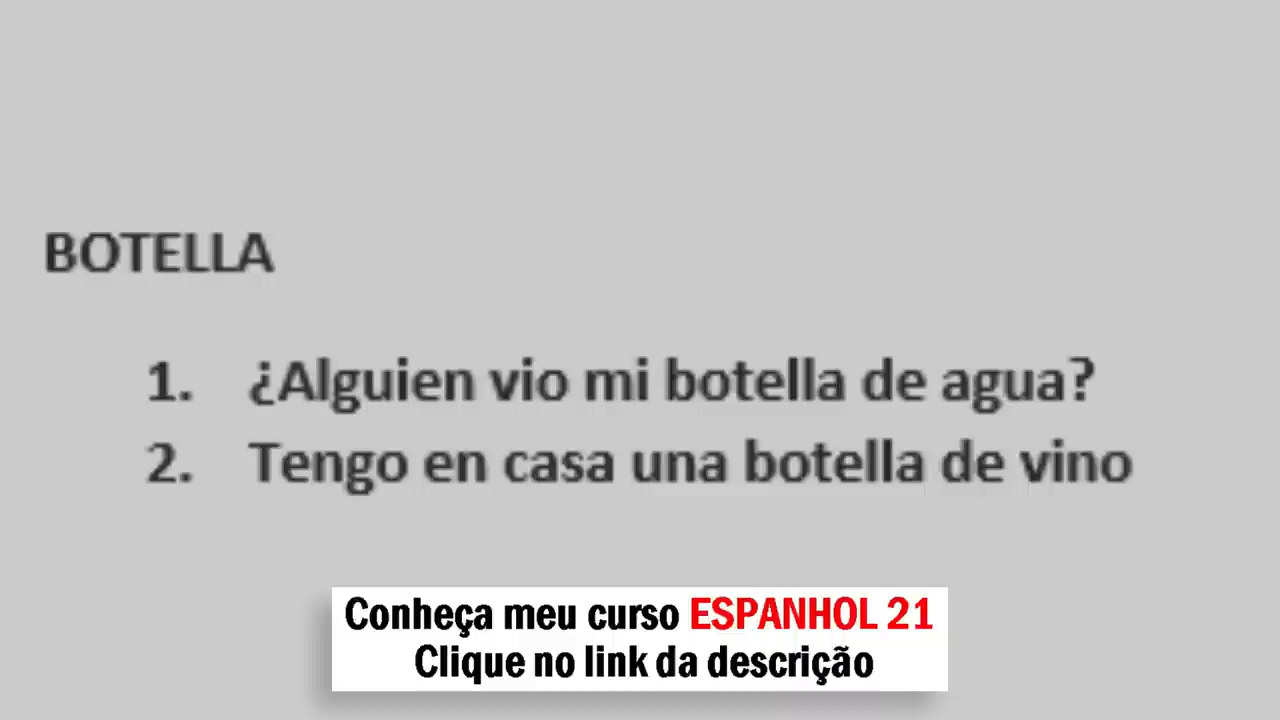 BOTELLA
1. ¿Alguien vio mi botella de agua?
2. Tengo en casa una botella de vino
Conheça meu curso ESPANHOL 21
Clique no link da descrição